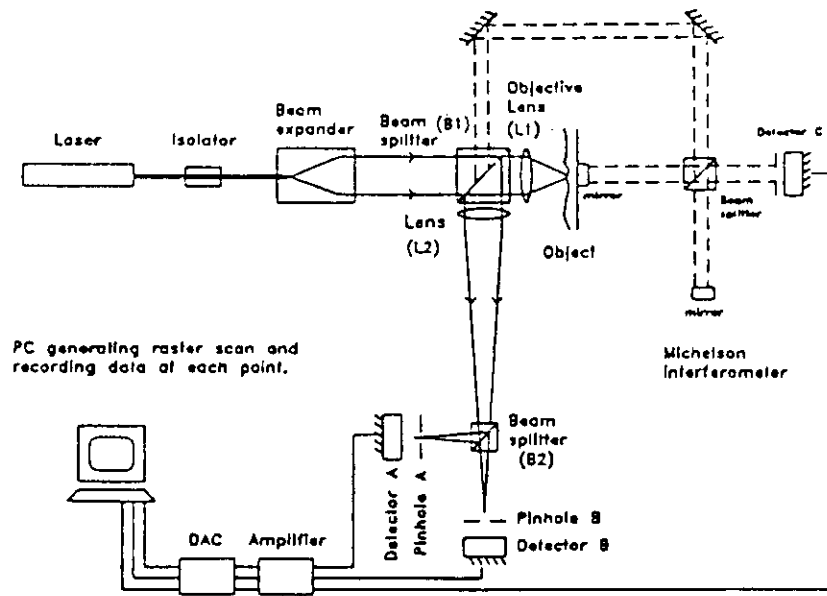 Laser
Isolator
Beam
expander
Beam (B1)
splitter
Objective
Lens
(L1)
Detector C
mirror
Beam
splitter
Lens
(L2)
Object
mirror
PC generating raster scan and
recording data at each point.
Michelson
interferometer
Beam
splitter
(B2)
Detector A
Pinhole A
Pinhole B
Detector B
DAC
Amplifier